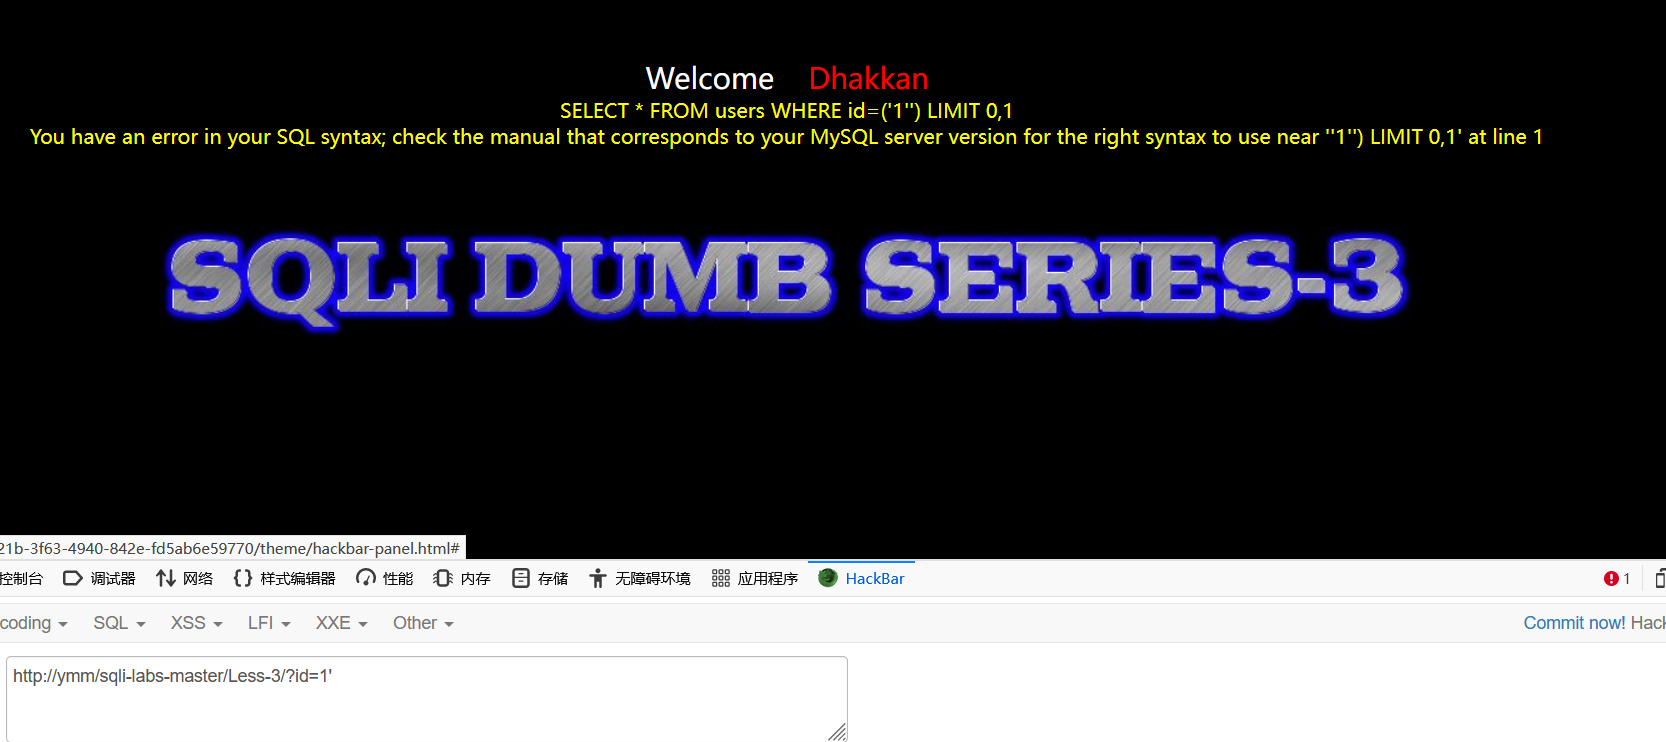 Welcome Dhakkan
SELECT * FROM users WHERE id=('1'') LIMIT 0,1
You have an error in your SQL syntax; check the manual that corresponds to your MySQL server version for the right syntax to use near ''1'') LIMIT 0,1' at line 1
SQLI DUMB SERIES-3
21b-3f63-4940-842e-fd5ab6e59770/theme/hackbar-panel.html#
控制台 调试器 网络 {} 样式编辑器 性能 内存 存储 无障碍环境 应用程序 HackBar 1
coding SQL XSS LFI XXE Other Commit now! Hack
http://ymm/sqli-labs-master/Less-3/?id=1'